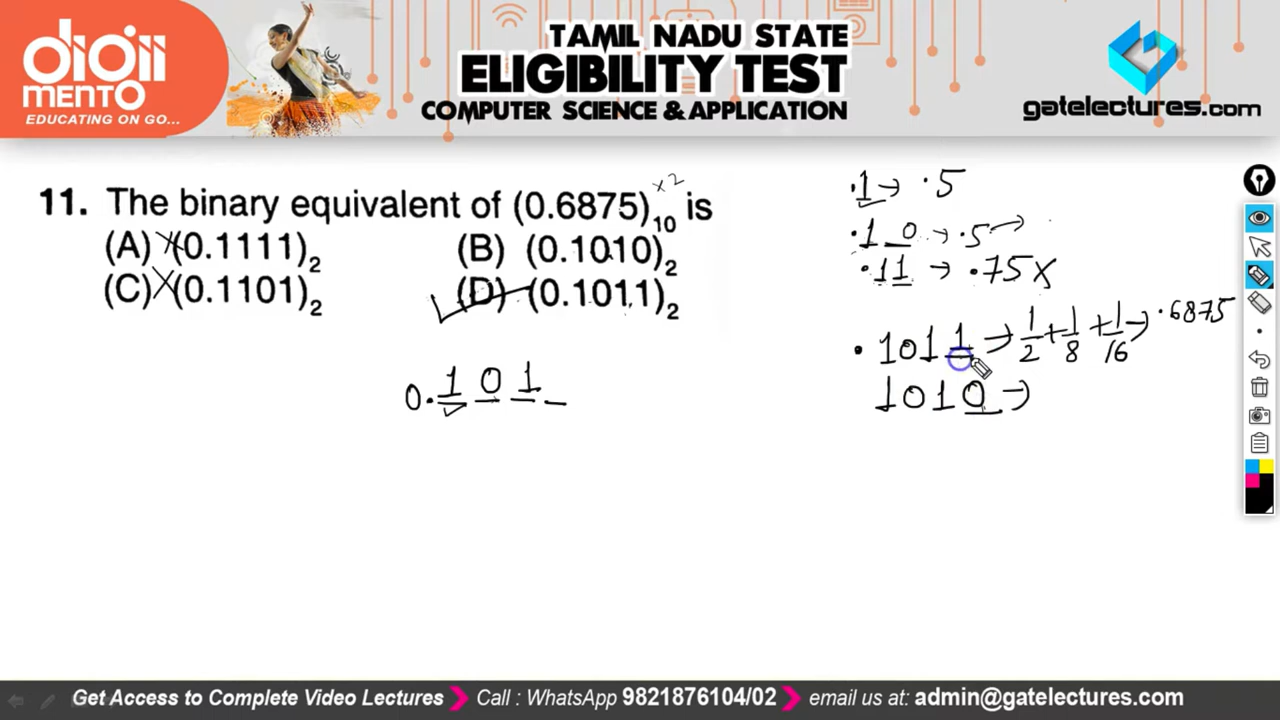 digii
MENTO
EDUCATING ON GO...
TAMIL NADU STATE
ELIGIBILITY TEST
COMPUTER SCIENCE & APPLICATION
gatelectures.com
11. The binary equivalent of (0.6875)10 is
×2
(A) (0.1111)2 (B) (0.1010)2
(C) (0.1101)2 (D) (0.1011)2
0.101_
.1 → .5
.10 → .5 →
.11 → .75 ×
.1011 → 1/2 + 1/8 + 1/16 → .6875
1010 →
Get Access to Complete Video Lectures Call : WhatsApp 9821876104/02 email us at: admin@gatelectures.com